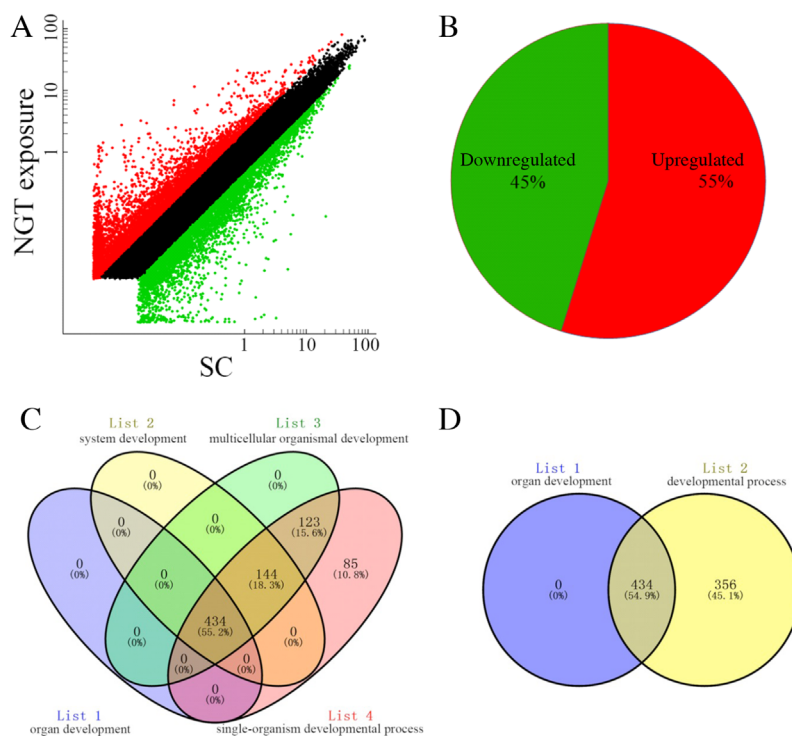 A
100
10
1
NGT exposure
1
10
100
SC
B
Downregulated
45%
Upregulated
55%
C
List 2
system development
List 3
multicellular organismal development
0
(0%)
0
(0%)
0
(0%)
0
(0%)
123
(15.6%)
0
(0%)
0
(0%)
144
(18.3%)
85
(10.8%)
434
(55.2%)
0
(0%)
0
(0%)
0
(0%)
0
(0%)
0
(0%)
List 1
organ development
List 4
single-organism developmental process
D
List 1
organ development
List 2
developmental process
0
(0%)
434
(54.9%)
356
(45.1%)